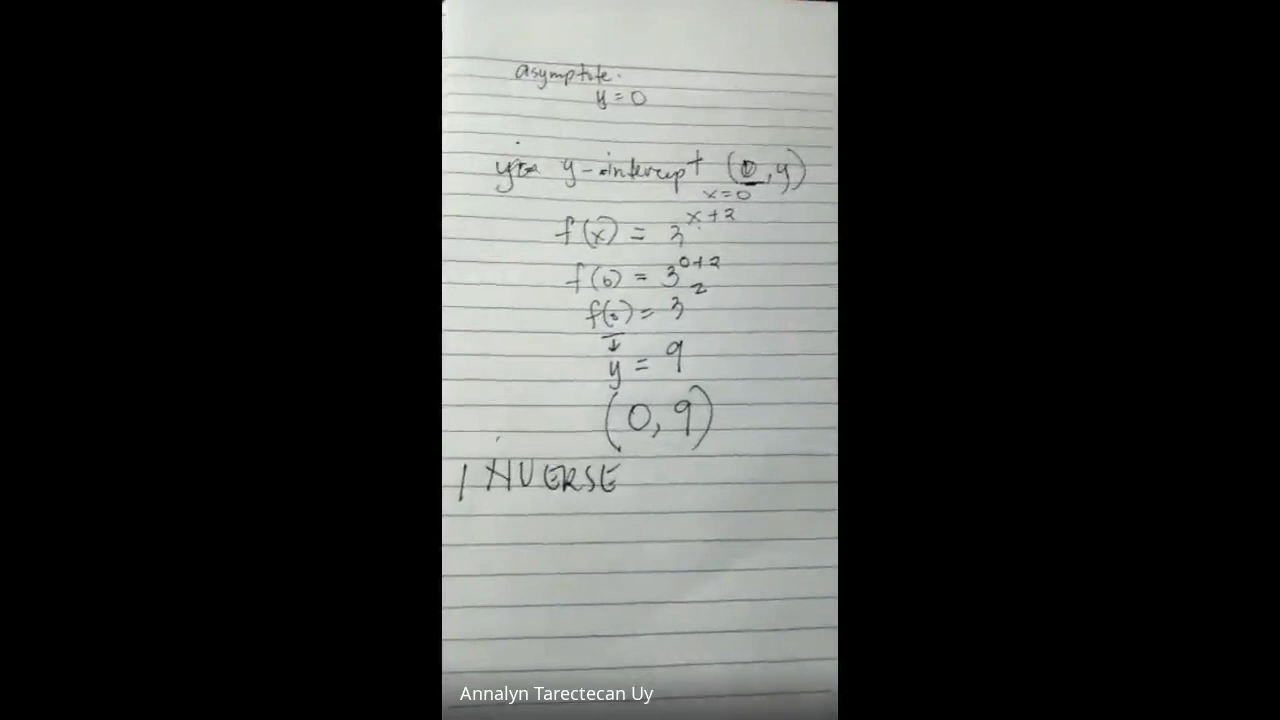 asymptote.
y = 0
y-intercept (0, y)
x = 0
f(x) = 3^{x+2}
f(0) = 3^{0+2}
f(0) = 3^2
↓
y = 9
(0, 9)
INVERSE
Annalyn Tarectecan Uy